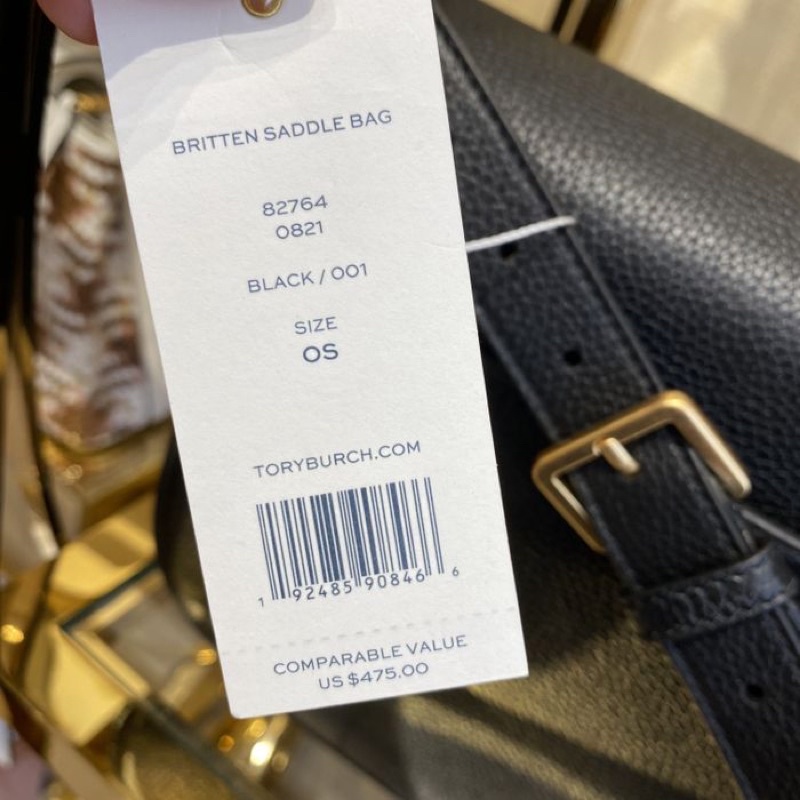 BRITTEN SADDLE BAG
82764
0821
BLACK / 001
SIZE
OS
TORYBURCH.COM
1 92485 90846 6
COMPARABLE VALUE
US $475.00